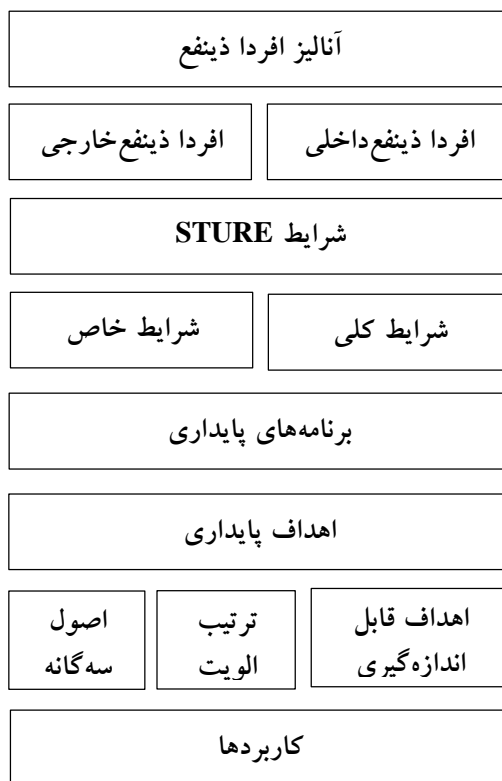 آنالیز افردا ذینفع
افردا ذینفع‌داخلی
افردا ذینفع‌خارجی
شرایط STURE
شرایط کلی
شرایط خاص
برنامه‌های پایداری
اهداف پایداری
اهداف قابل
اندازه‌گیری
ترتیب
الویت
اصول
سه‌گانه
کاربردها